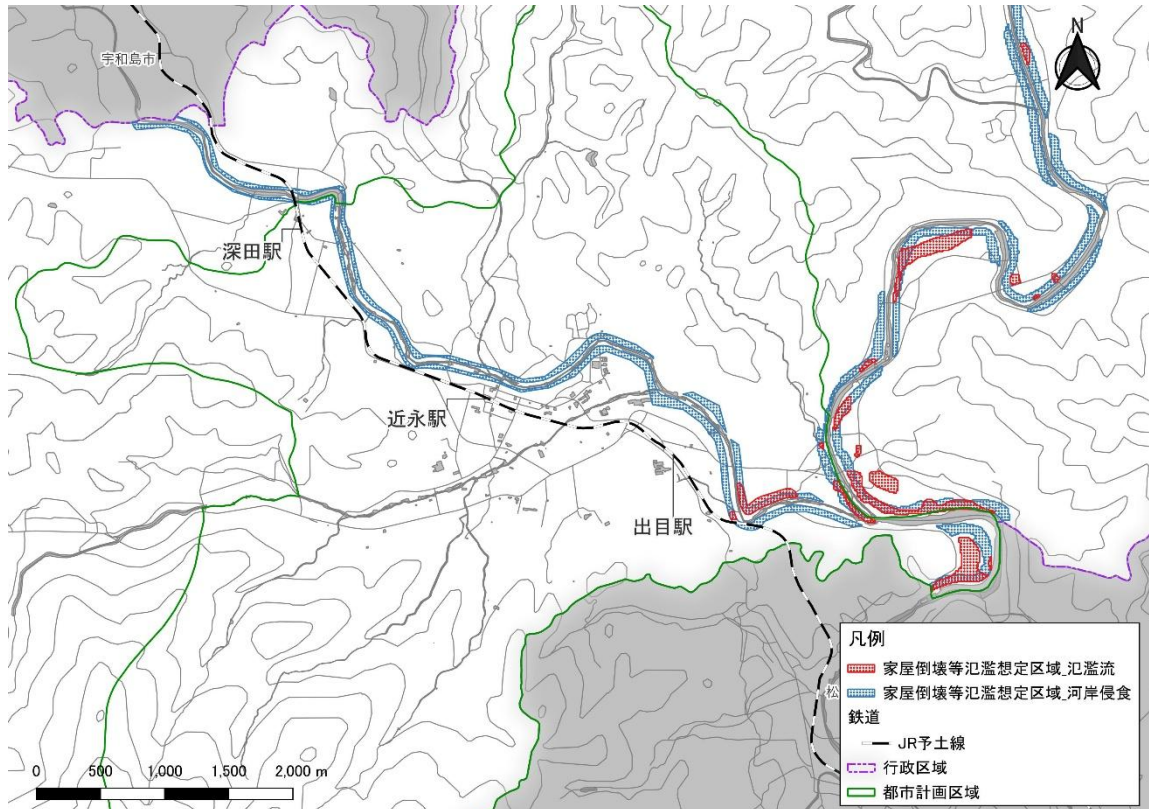 宇和島市
N
深田駅
近永駅
出目駅
松
凡例
家屋倒壊等氾濫想定区域_氾濫流
家屋倒壊等氾濫想定区域_河岸侵食
鉄道
JR予土線
行政区域
都市計画区域
0 500 1,000 1,500 2,000 m